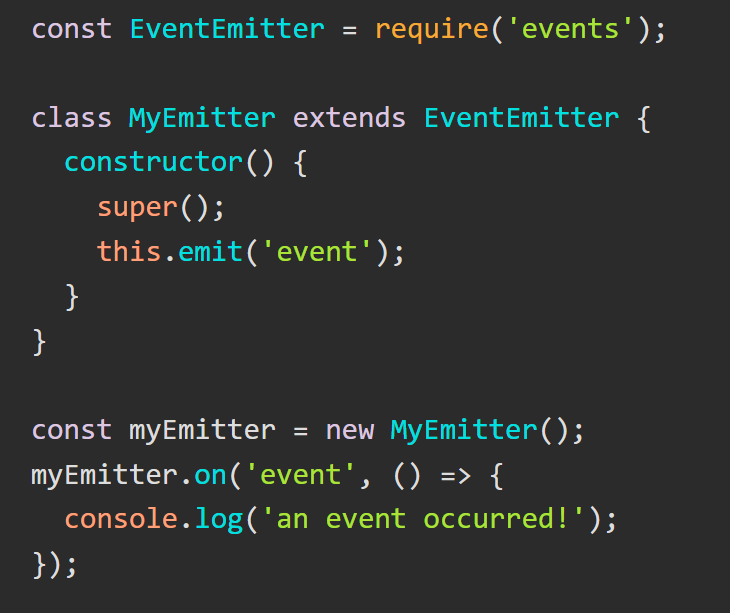 const EventEmitter = require('events');

class MyEmitter extends EventEmitter {
  constructor() {
    super();
    this.emit('event');
  }
}

const myEmitter = new MyEmitter();
myEmitter.on('event', () => {
  console.log('an event occurred!');
});